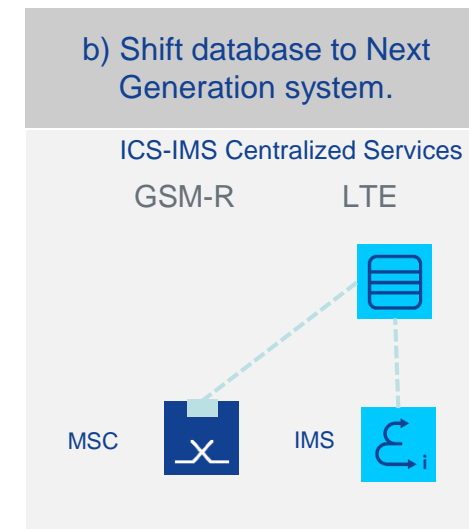 b) Shift database to Next
Generation system.
ICS-IMS Centralized Services
GSM-R LTE
MSC IMS
i